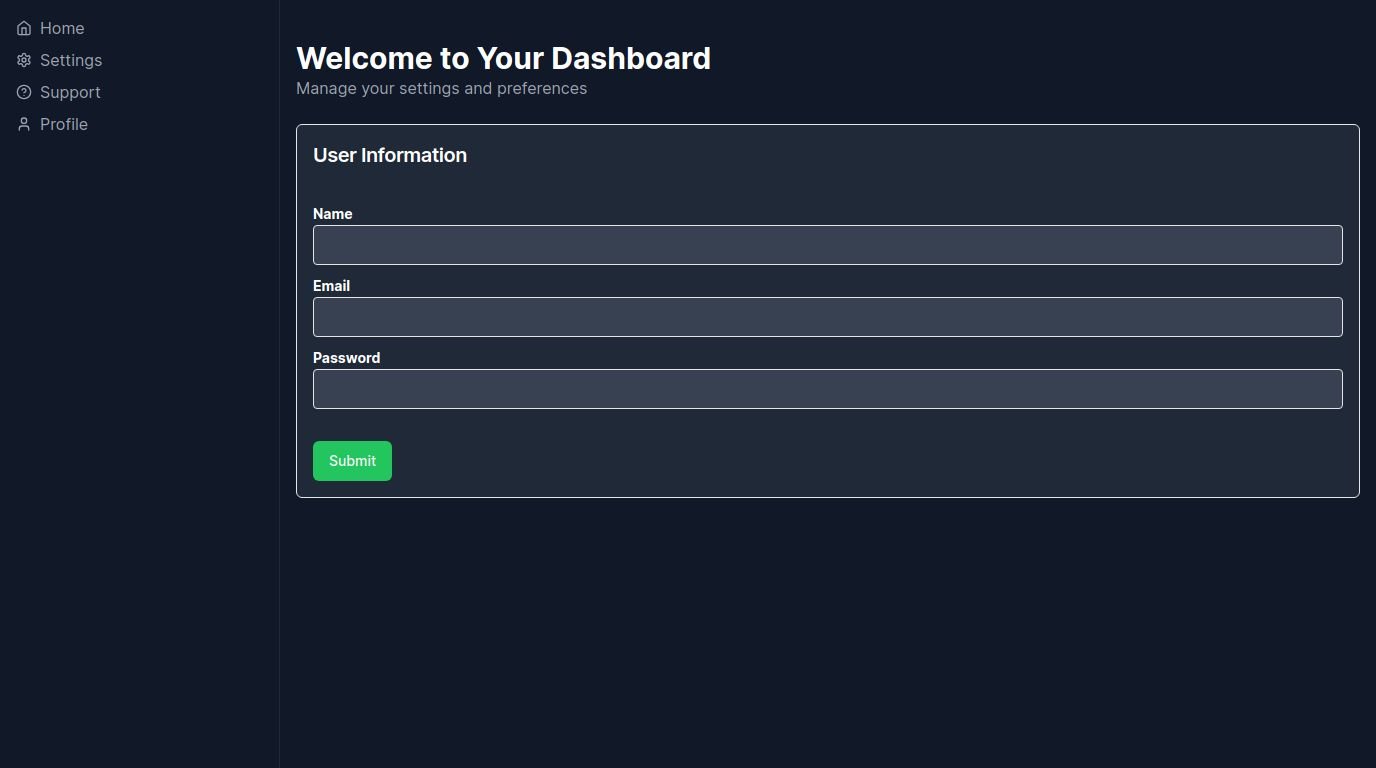 Home
Settings
Support
Profile
Welcome to Your Dashboard
Manage your settings and preferences
User Information
Name
Email
Password
Submit